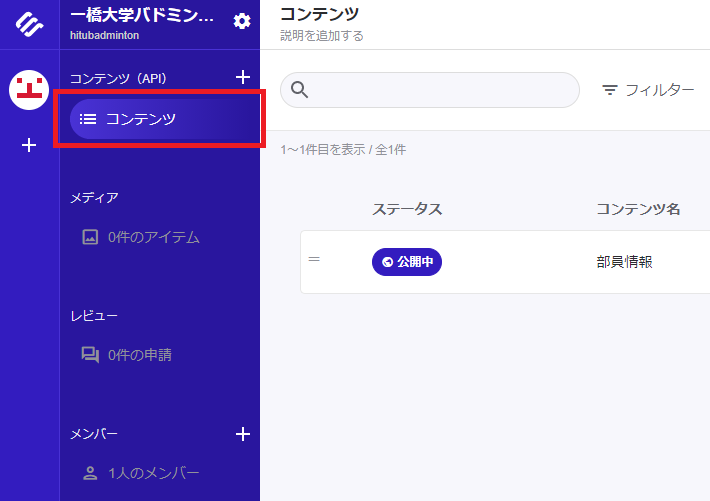 一橋大学バドミン...
hitubadminton
コンテンツ（API）
コンテンツ
メディア
0件のアイテム
レビュー
0件の申請
メンバー
1人のメンバー
コンテンツ
説明を追加する
フィルター
1〜1件目を表示 / 全1件
ステータス
コンテンツ名
公開中
部員情報